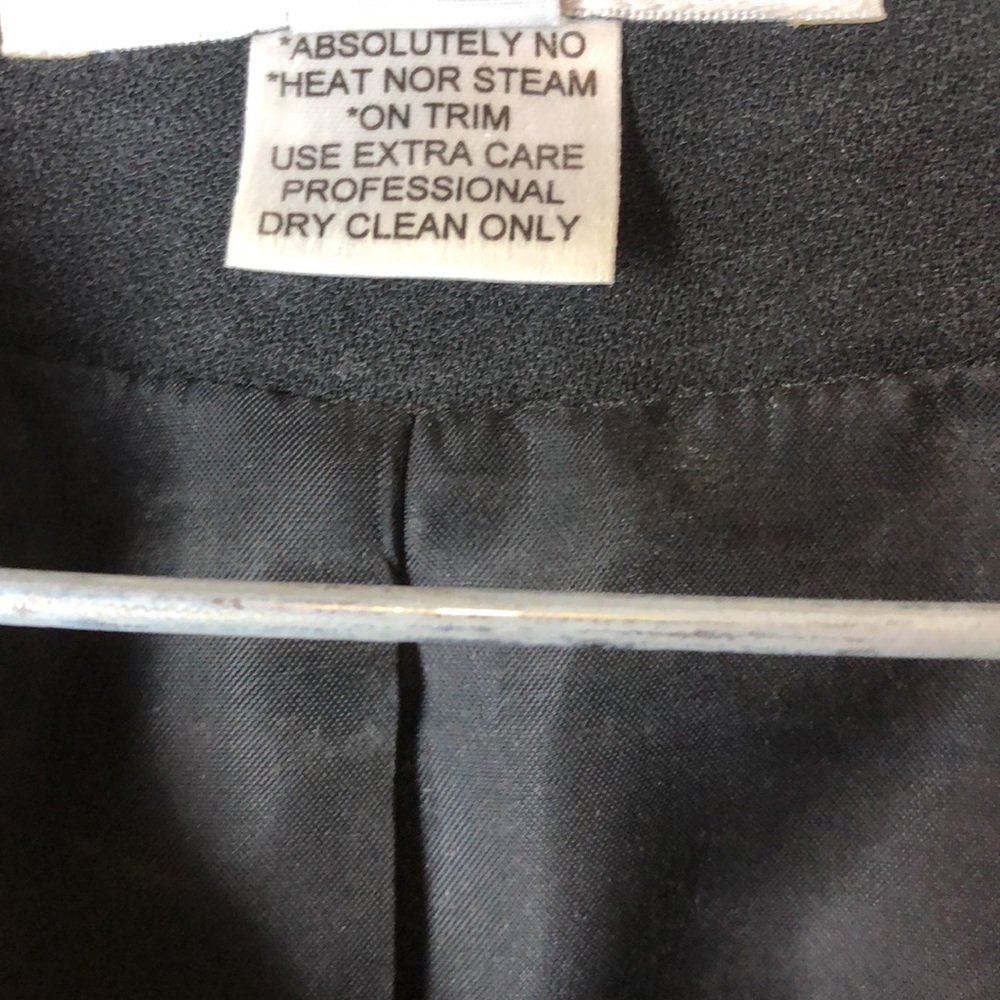 *ABSOLUTELY NO
*HEAT NOR STEAM
*ON TRIM
USE EXTRA CARE
PROFESSIONAL
DRY CLEAN ONLY